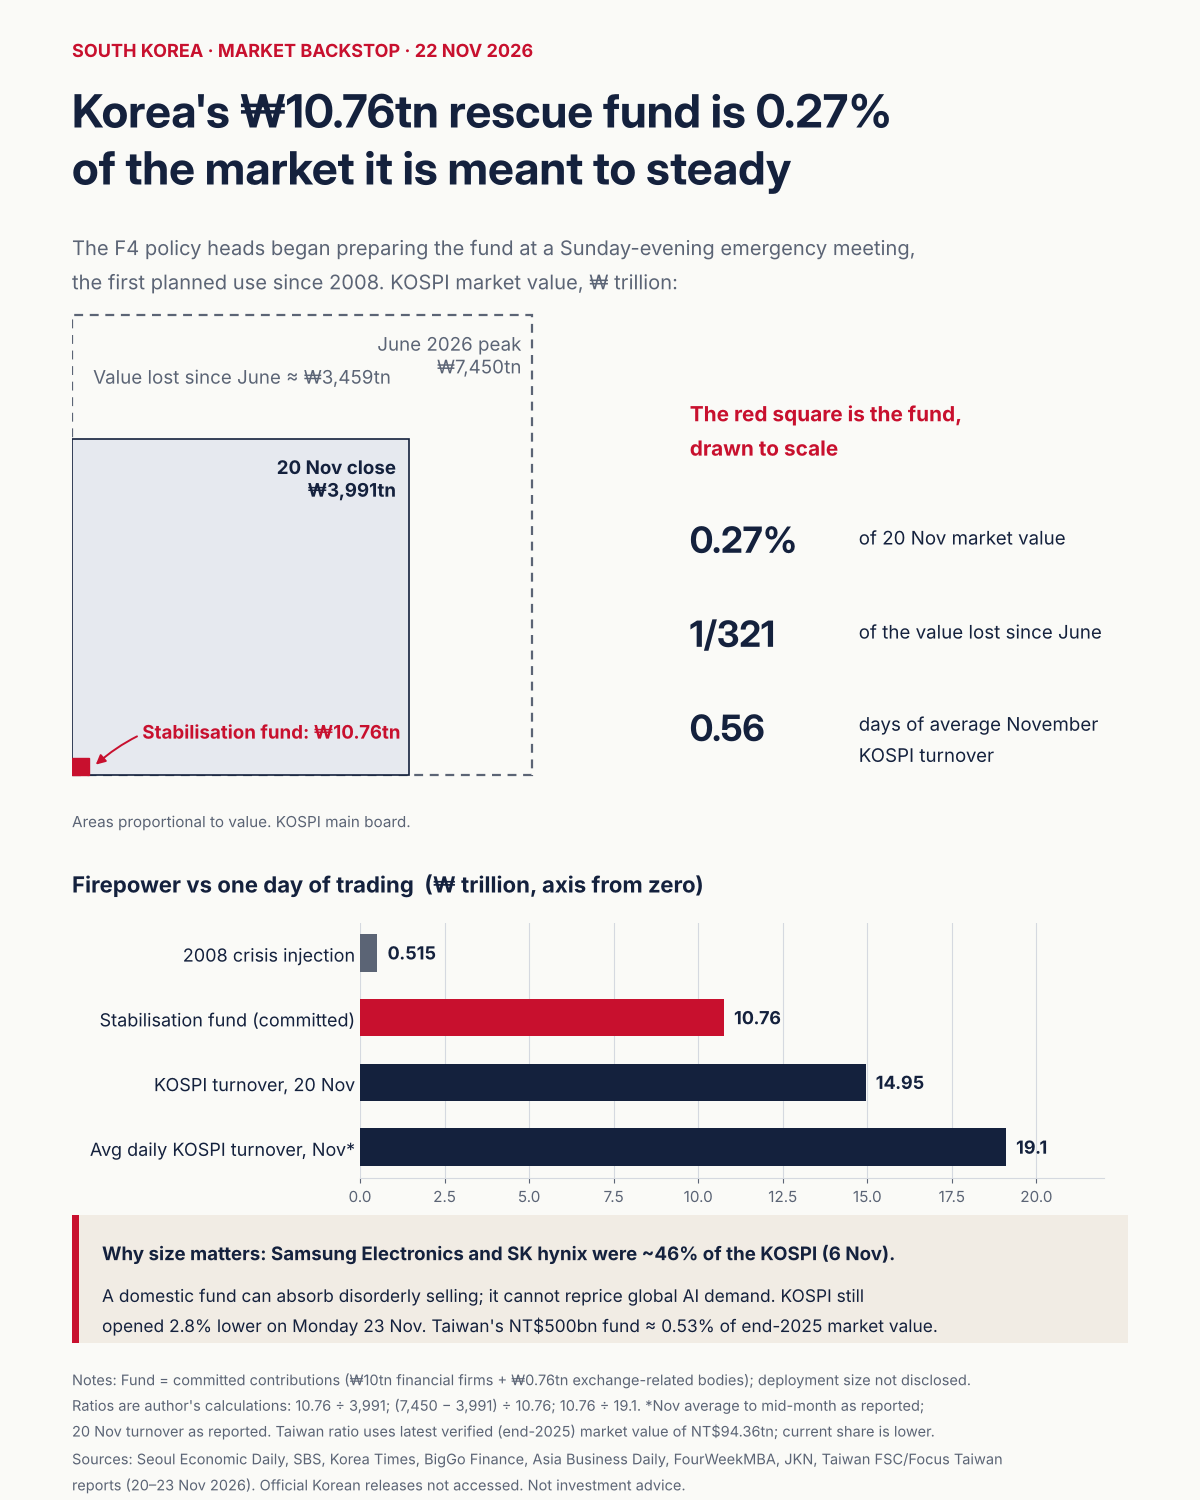 SOUTH KOREA · MARKET BACKSTOP · 22 NOV 2026
Korea's ₩10.76tn rescue fund is 0.27%
of the market it is meant to steady
The F4 policy heads began preparing the fund at a Sunday-evening emergency meeting,
the first planned use since 2008. KOSPI market value, ₩ trillion:
June 2026 peak
₩7,450tn
Value lost since June ≈ ₩3,459tn
20 Nov close
₩3,991tn
Stabilisation fund: ₩10.76tn
The red square is the fund,
drawn to scale
0.27% of 20 Nov market value
1/321 of the value lost since June
0.56 days of average November
KOSPI turnover
Areas proportional to value. KOSPI main board.
Firepower vs one day of trading (₩ trillion, axis from zero)
2008 crisis injection 0.515
Stabilisation fund (committed) 10.76
KOSPI turnover, 20 Nov 14.95
Avg daily KOSPI turnover, Nov* 19.1
0.0 2.5 5.0 7.5 10.0 12.5 15.0 17.5 20.0
Why size matters: Samsung Electronics and SK hynix were ~46% of the KOSPI (6 Nov).
A domestic fund can absorb disorderly selling; it cannot reprice global AI demand. KOSPI still
opened 2.8% lower on Monday 23 Nov. Taiwan's NT$500bn fund ≈ 0.53% of end-2025 market value.
Notes: Fund = committed contributions (₩10tn financial firms + ₩0.76tn exchange-related bodies); deployment size not disclosed.
Ratios are author's calculations: 10.76 ÷ 3,991; (7,450 − 3,991) ÷ 10.76; 10.76 ÷ 19.1. *Nov average to mid-month as reported;
20 Nov turnover as reported. Taiwan ratio uses latest verified (end-2025) market value of NT$94.36tn; current share is lower.
Sources: Seoul Economic Daily, SBS, Korea Times, BigGo Finance, Asia Business Daily, FourWeekMBA, JKN, Taiwan FSC/Focus Taiwan
reports (20–23 Nov 2026). Official Korean releases not accessed. Not investment advice.